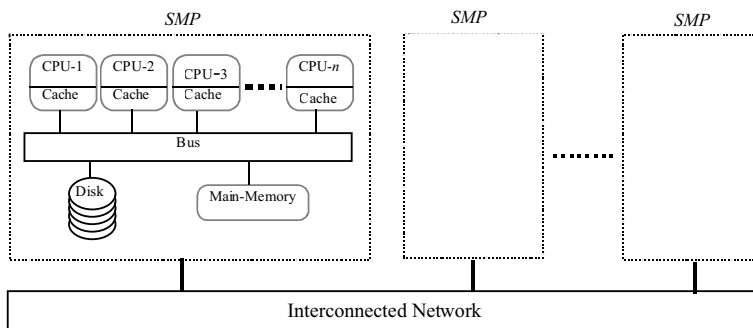 SMP
SMP
SMP
CPU-1
CPU-2
CPU-3
CPU-n
Cache
Cache
Cache
Cache
Bus
Disk
Main-Memory
Interconnected Network